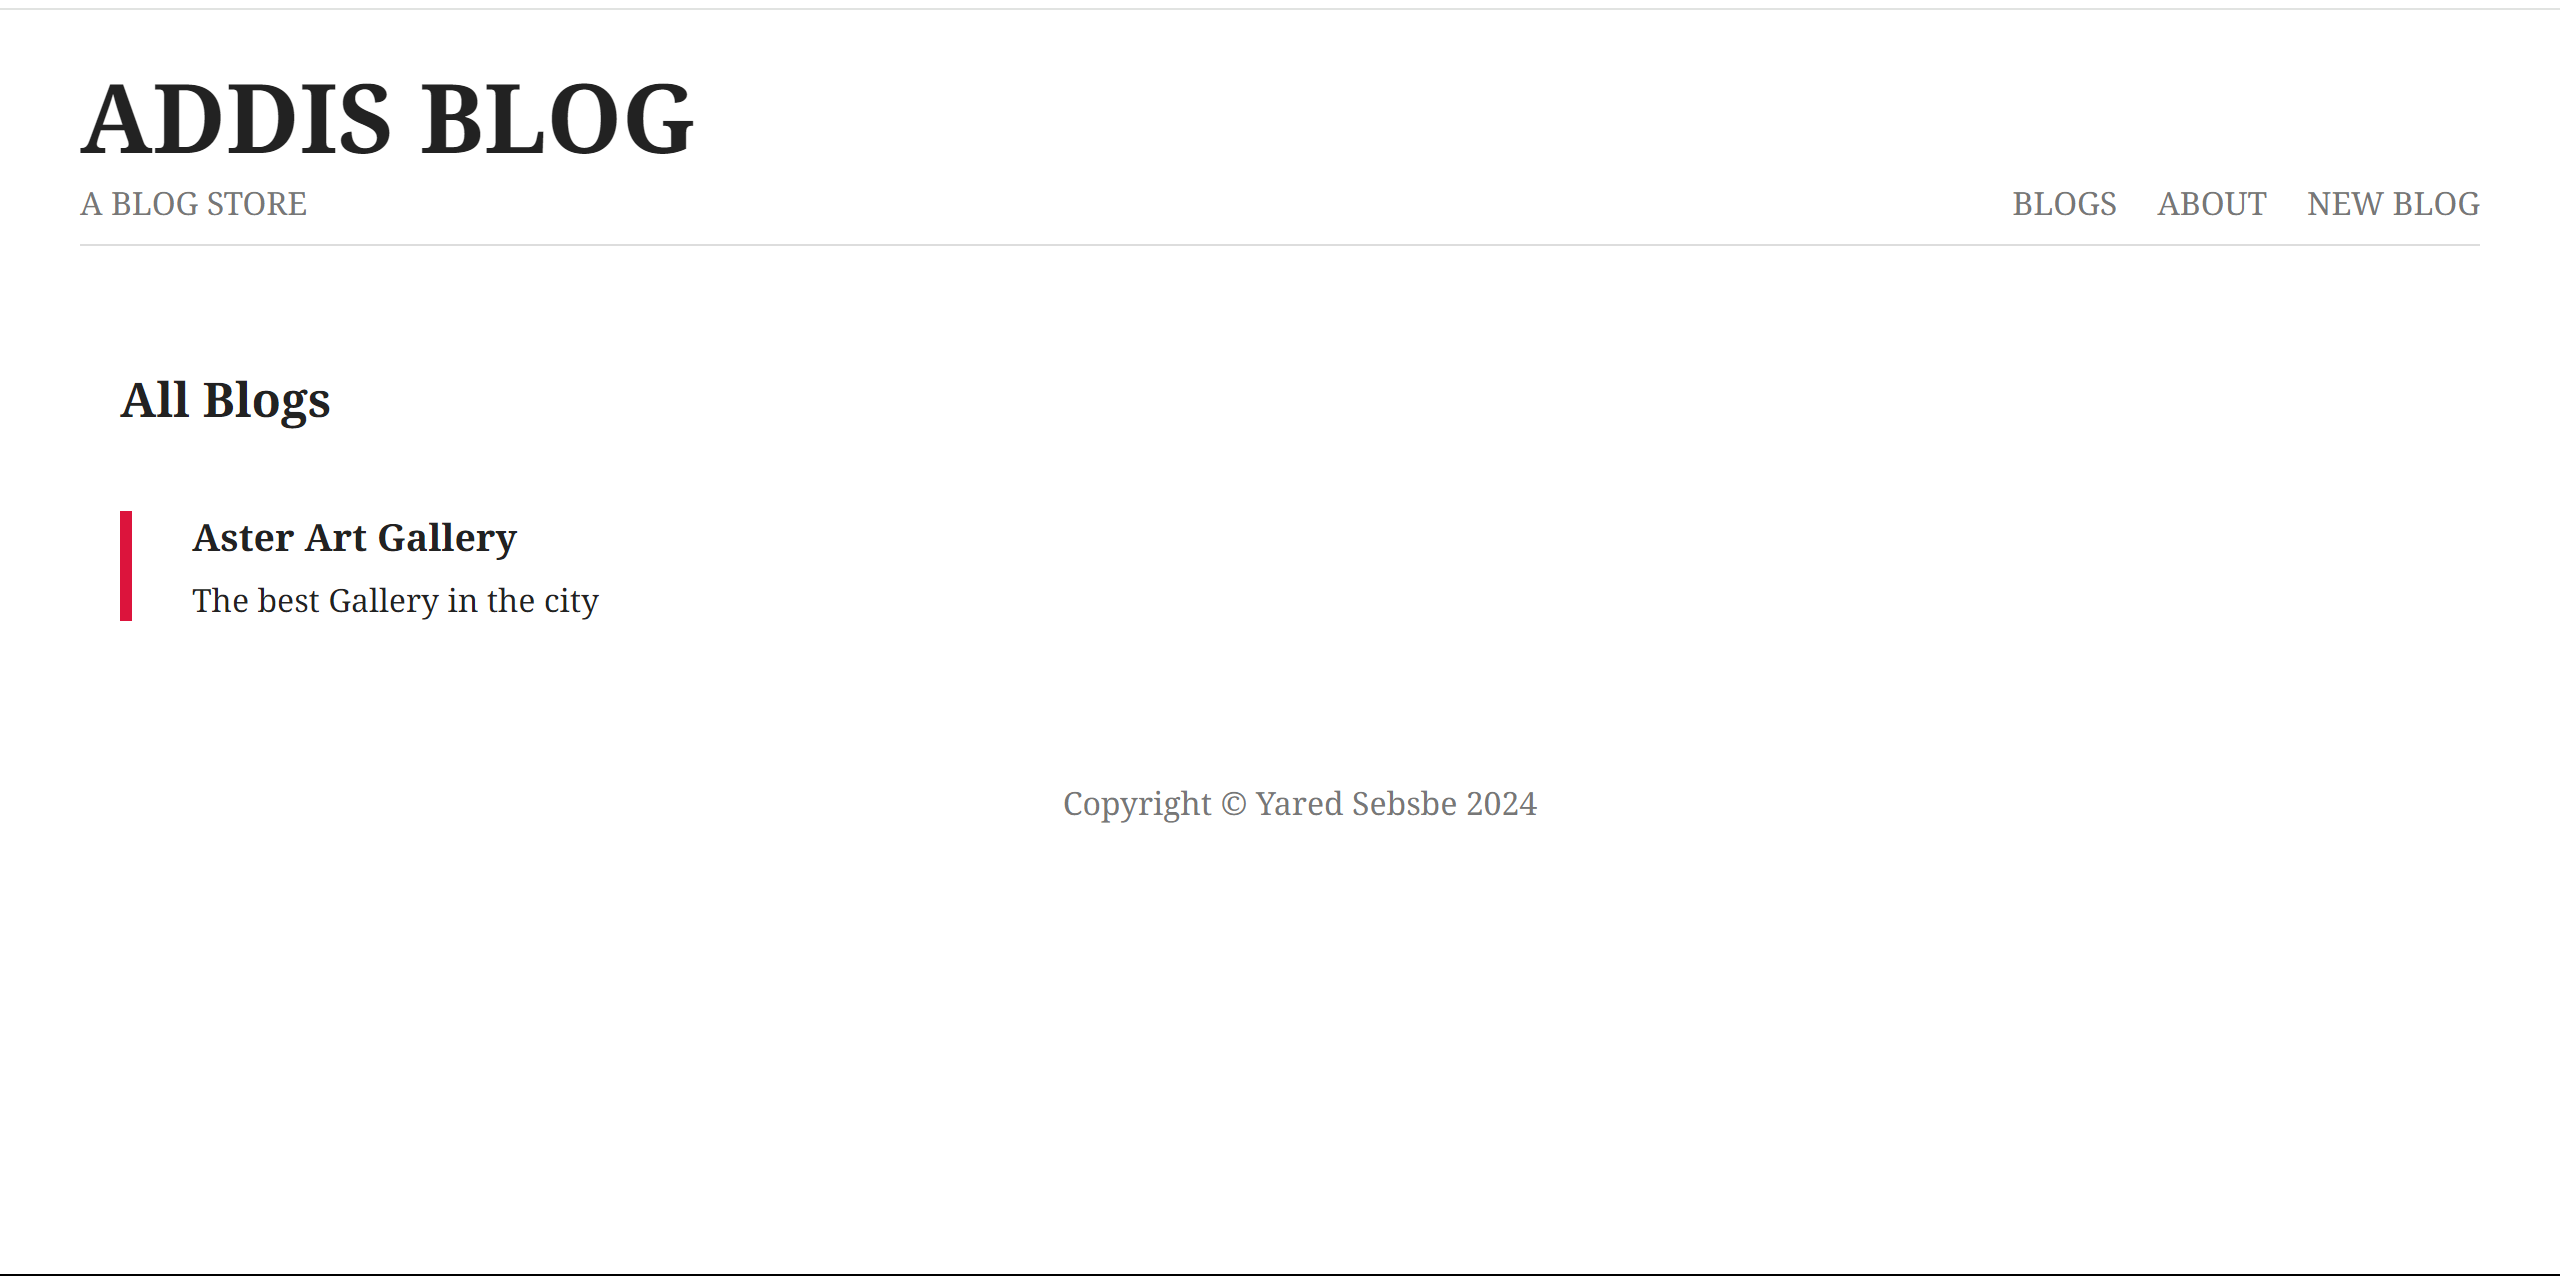 ADDIS BLOG
A BLOG STORE
BLOGS ABOUT NEW BLOG
All Blogs
Aster Art Gallery
The best Gallery in the city
Copyright © Yared Sebsbe 2024